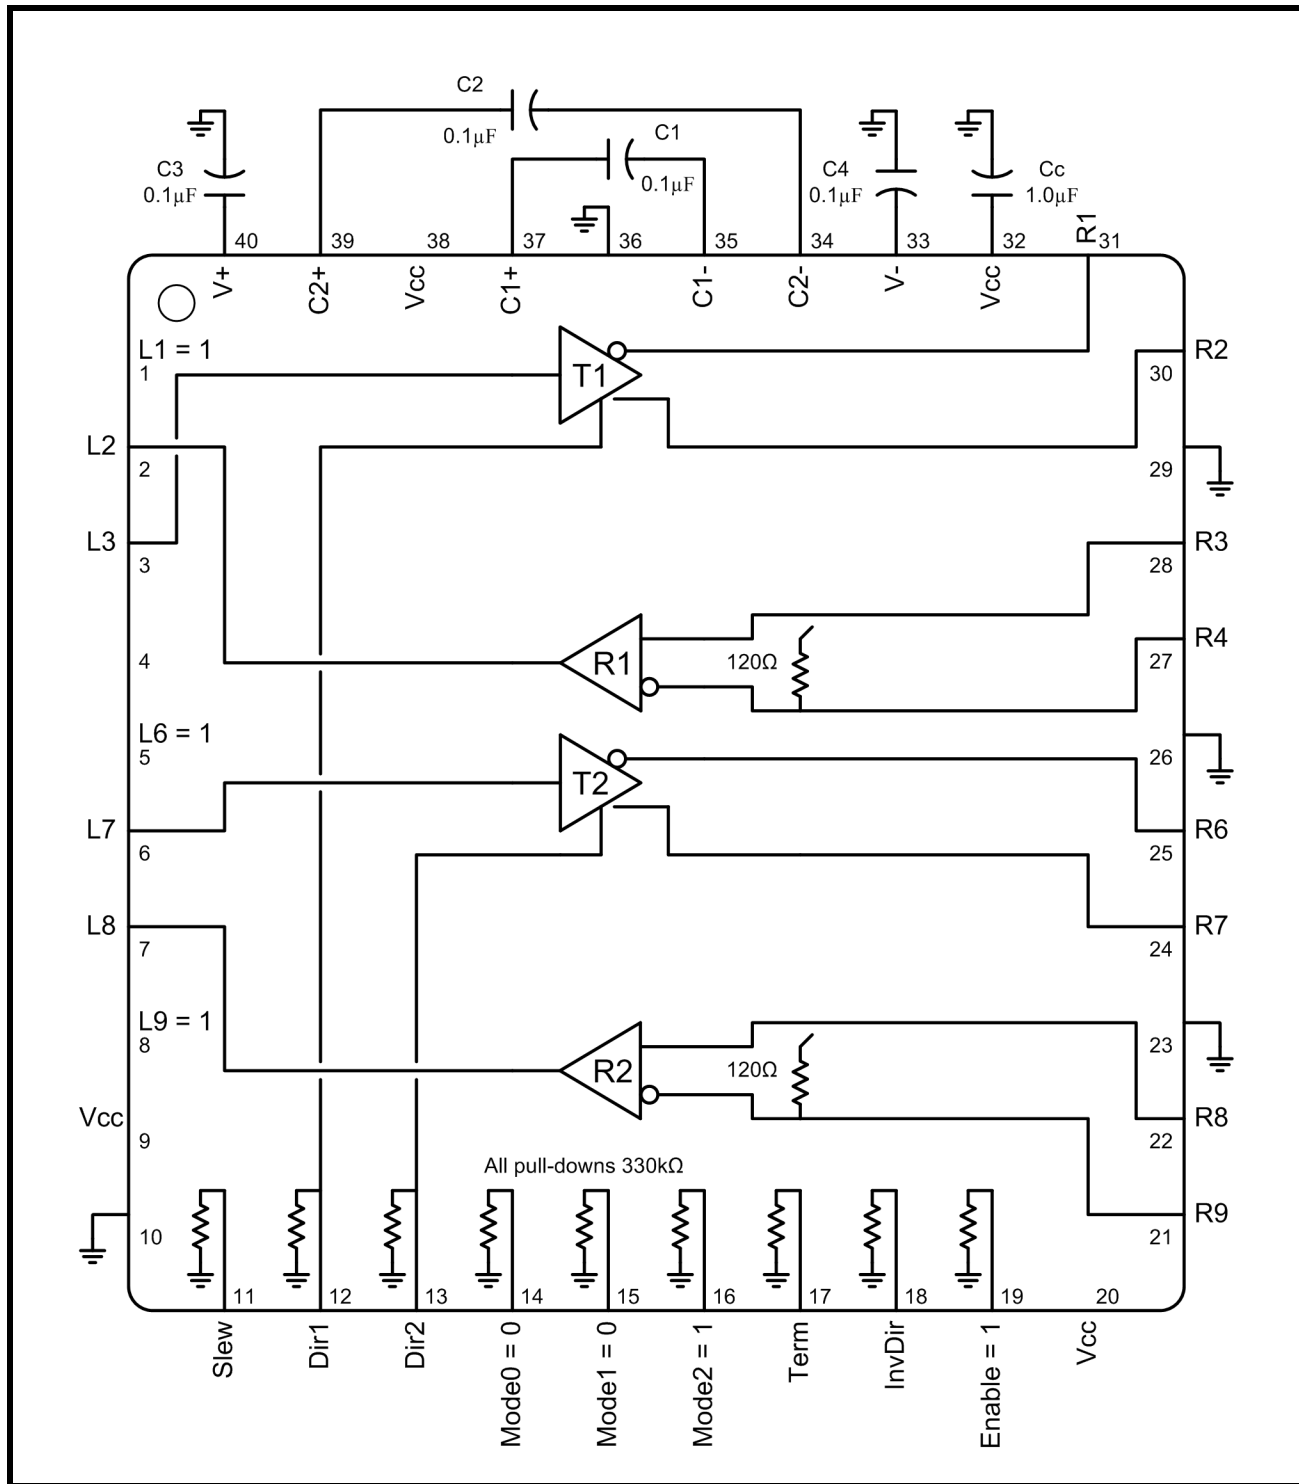 C2
0.1µF
C1
0.1µF
C3
0.1µF
C4
0.1µF
Cc
1.0µF
40
39
38
37
36
35
34
33
32
R1
31
V+
C2+
Vcc
C1+
C1-
C2-
V-
Vcc
L1 = 1
1
T1
R2
30
L2
2
29
L3
3
R3
28
4
R1
120Ω
R4
27
L6 = 1
5
T2
26
L7
6
R6
25
L8
7
R7
24
L9 = 1
8
R2
120Ω
23
Vcc
9
R8
22
All pull-downs 330kΩ
10
R9
21
11
12
13
14
15
16
17
18
19
20
Slew
Dir1
Dir2
Mode0 = 0
Mode1 = 0
Mode2 = 1
Term
InvDir
Enable = 1
Vcc